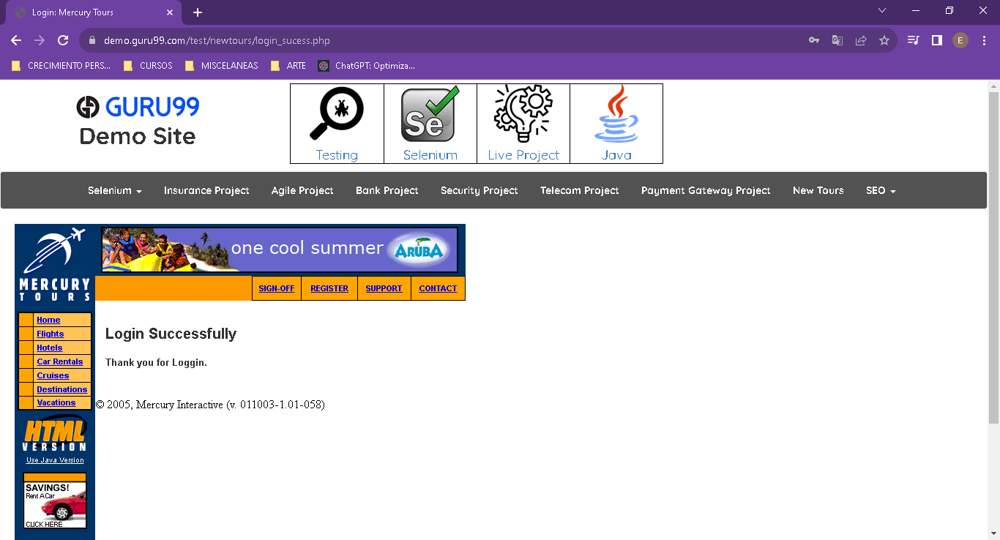 Login: Mercury Tours
demo.guru99.com/test/newtours/login_sucess.php
E
CRECIMIENTO PERS...
CURSOS
MISCELANEAS
ARTE
ChatGPT: Optimiza...
GURU99
Demo Site
Se
Testing
Selenium
Live Project
Java
Selenium
Insurance Project
Agile Project
Bank Project
Security Project
Telecom Project
Payment Gateway Project
New Tours
SEO
one cool summer
ARUBA
MERCURY
TOURS
SIGN-OFF
REGISTER
SUPPORT
CONTACT
Home
Flights
Hotels
Car Rentals
Cruises
Destinations
Vacations
Login Successfully
Thank you for Loggin.
© 2005, Mercury Interactive (v. 011003-1.01-058)
HTML
VERSION
Use Java Version
SAVINGS!
Rent A Car
CLICK HERE